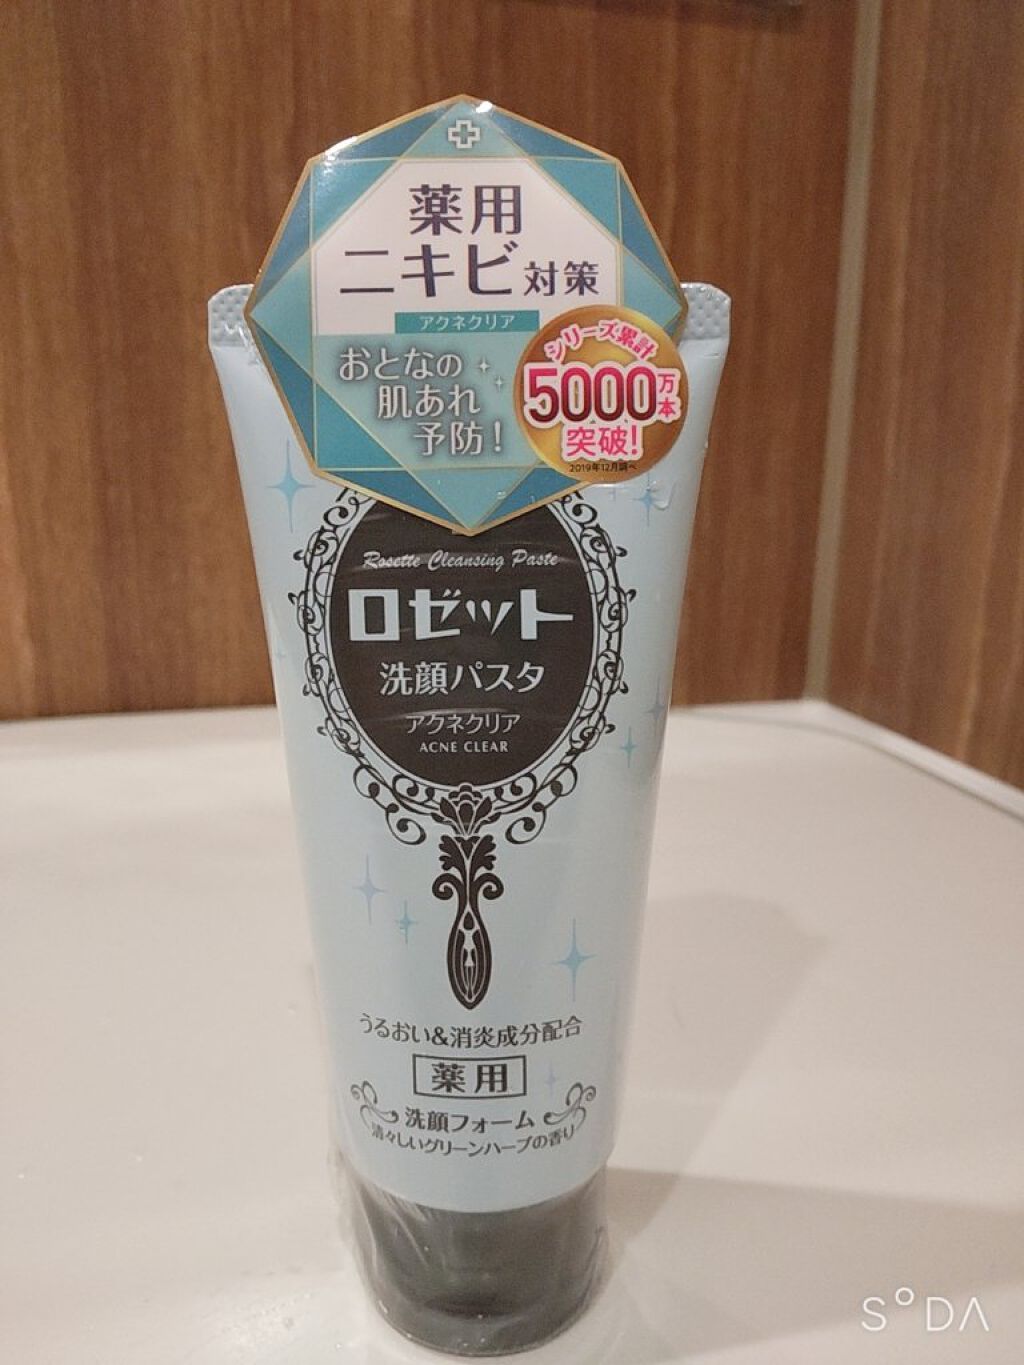 薬用
ニキビ対策
アクネクリア
おとなの
肌あれ
予防!
シリーズ累計
5000万本
突破!
2019年12月調べ
Rosette Cleansing Paste
ロゼット
洗顔パスタ
アクネクリア
ACNE CLEAR
うるおい&消炎成分配合
薬用
洗顔フォーム
清々しいグリーンハーブの香り
SODA